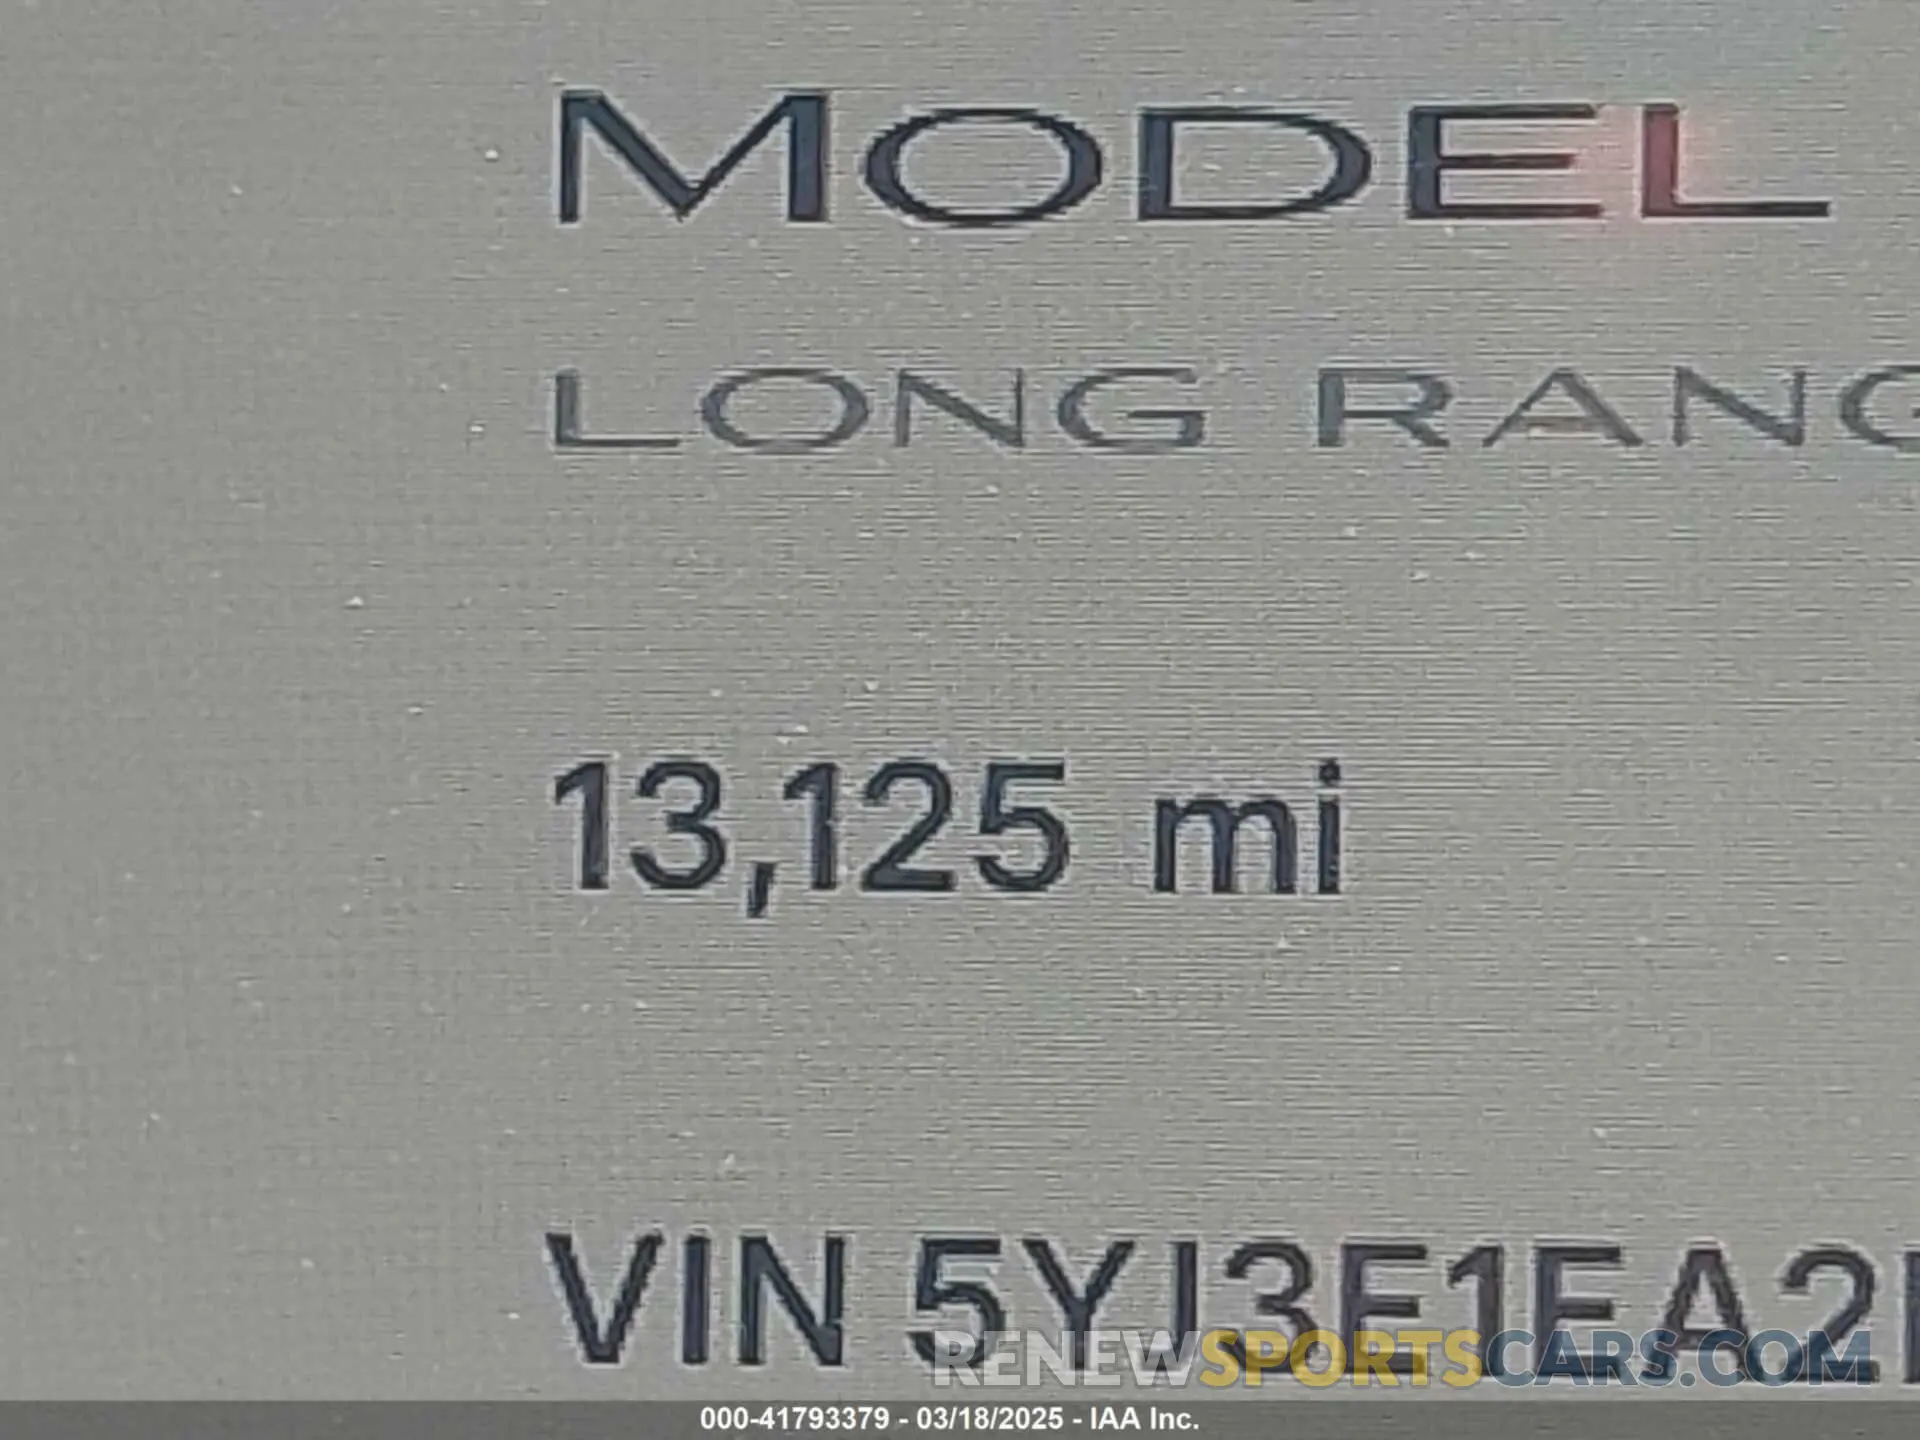 MODEL
LONG RANG
13,125 mi
VIN 5YJ3E1EA2
RENEWSPORTSCARS.COM
000-41793379 - 03/18/2025 - IAA Inc.